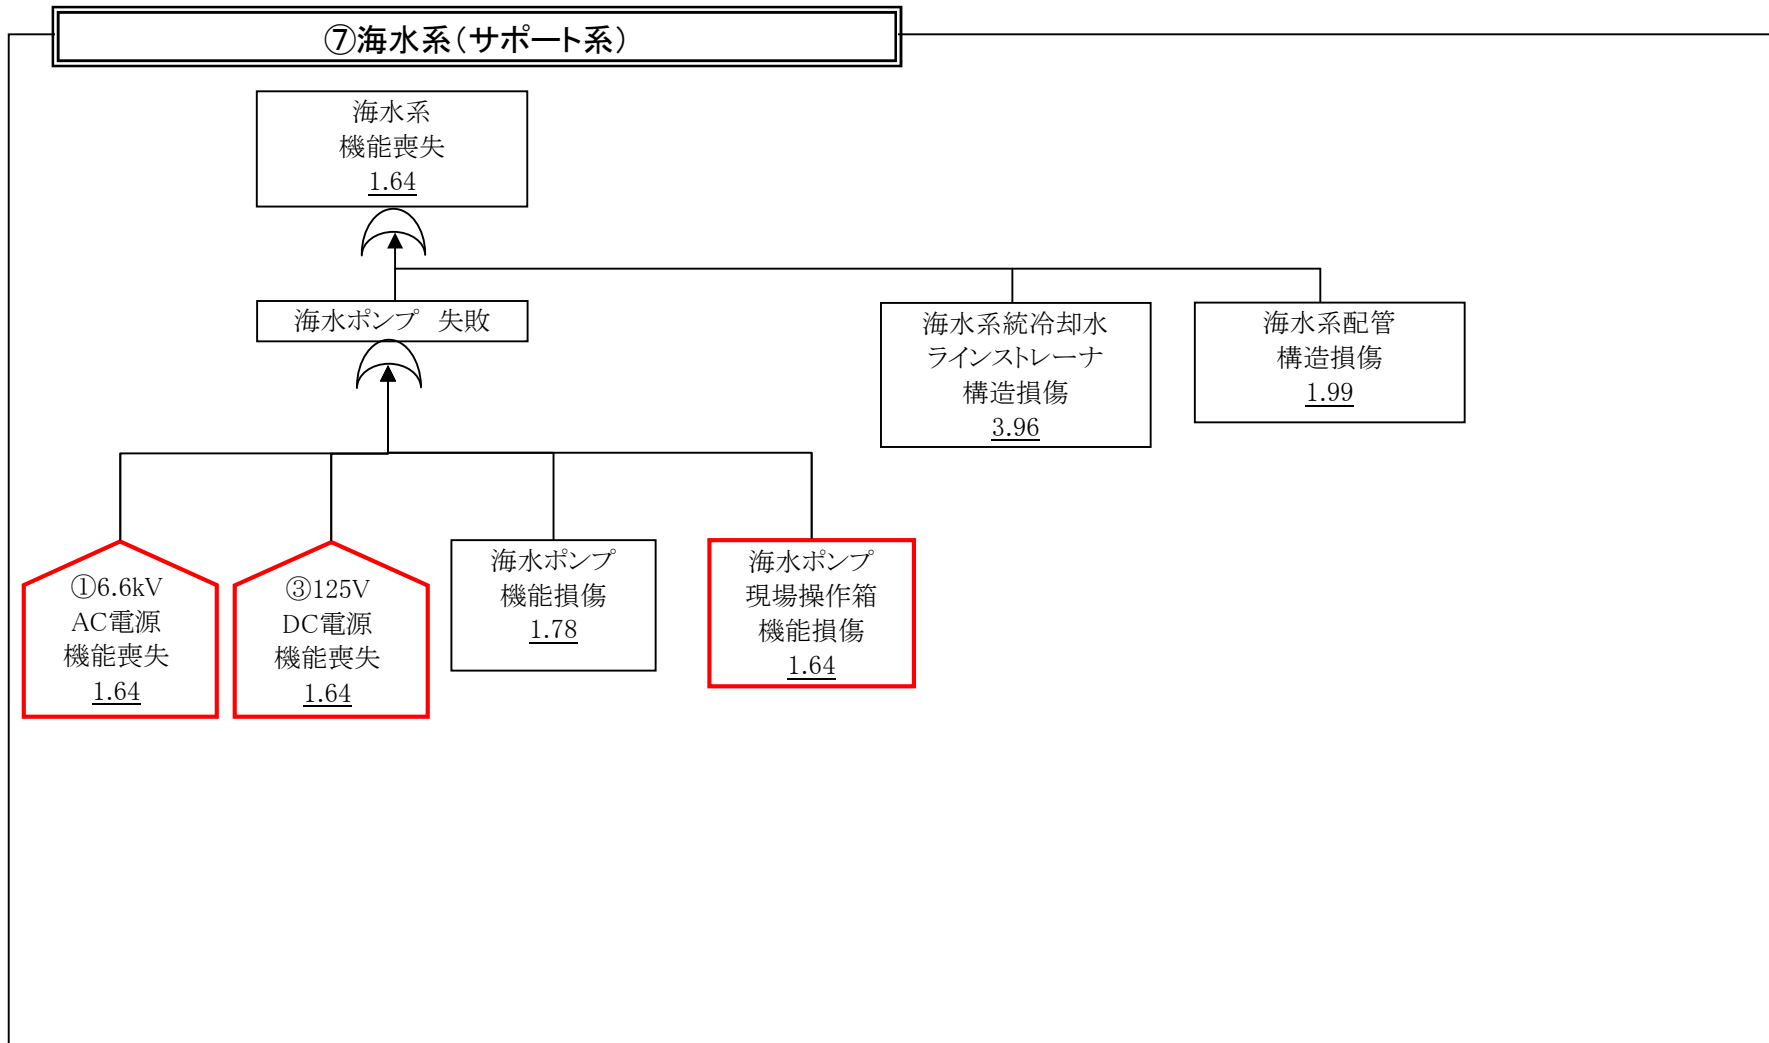 ⑦海水系(サポート系)
海水系
機能喪失
1.64
海水ポンプ 失敗
海水系統冷却水
ラインストレーナ
構造損傷
3.96
海水系配管
構造損傷
1.99
①6.6kV
AC電源
機能喪失
1.64
③125V
DC電源
機能喪失
1.64
海水ポンプ
機能損傷
1.78
海水ポンプ
現場操作箱
機能損傷
1.64